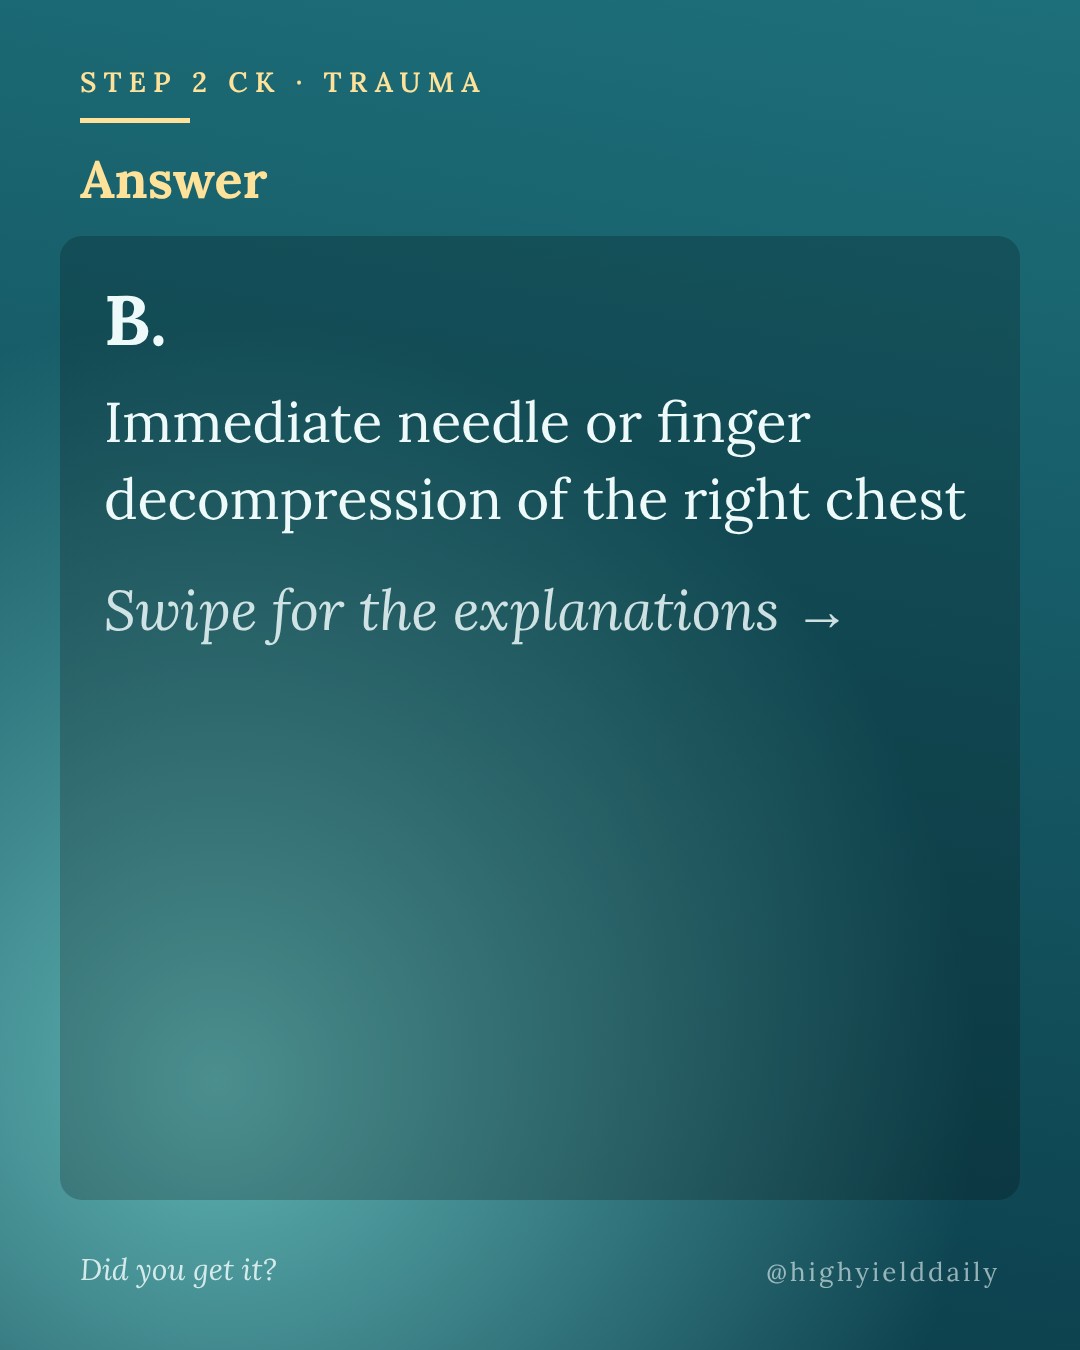 STEP 2 CK · TRAUMA
Answer
B.
Immediate needle or finger
decompression of the right chest
Swipe for the explanations →
Did you get it?
@highyielddaily